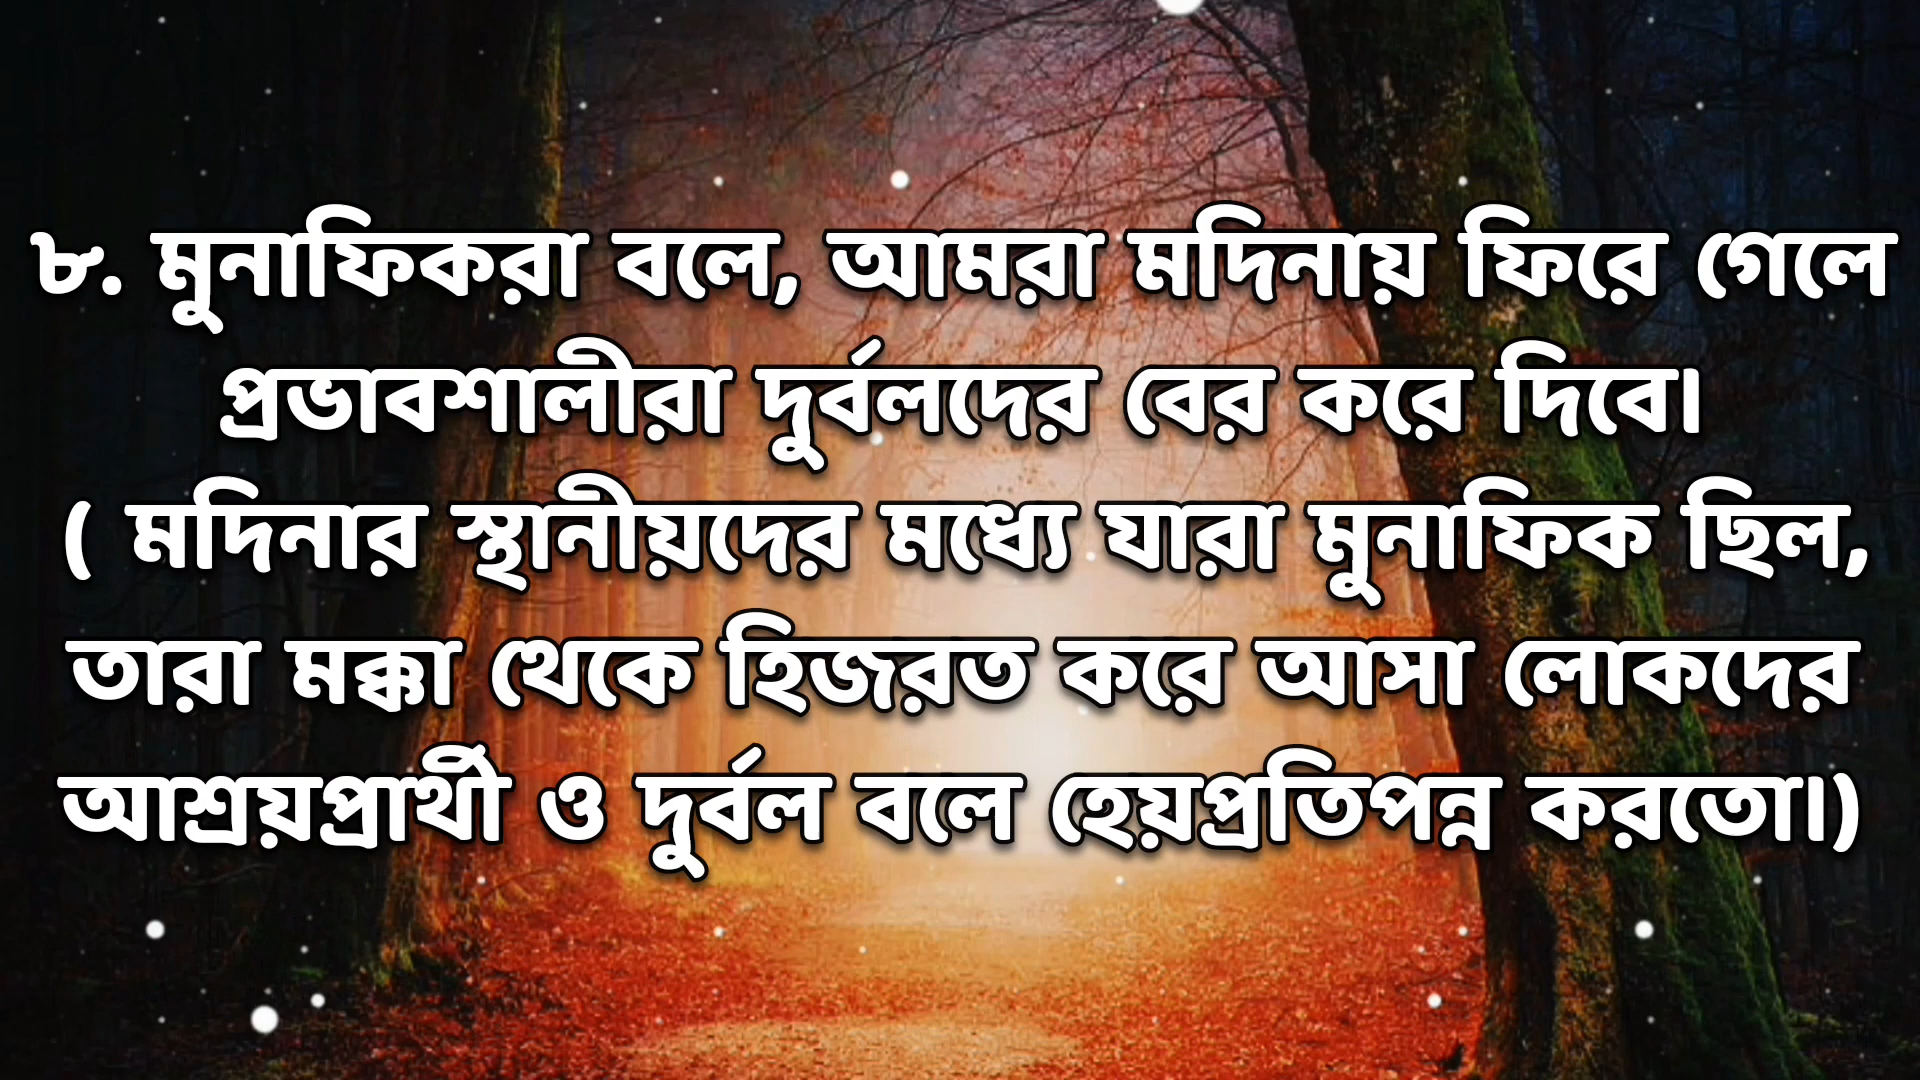 ৮. মুনাফিকরা বলে, আমরা মদিনায় ফিরে গেলে
প্রভাবশালীরা দুর্বলদের বের করে দিবে।
( মদিনার স্থানীয়দের মধ্যে যারা মুনাফিক ছিল,
তারা মক্কা থেকে হিজরত করে আসা লোকদের
আশ্রয়প্রার্থী ও দুর্বল বলে হেয়প্রতিপন্ন করতো।)